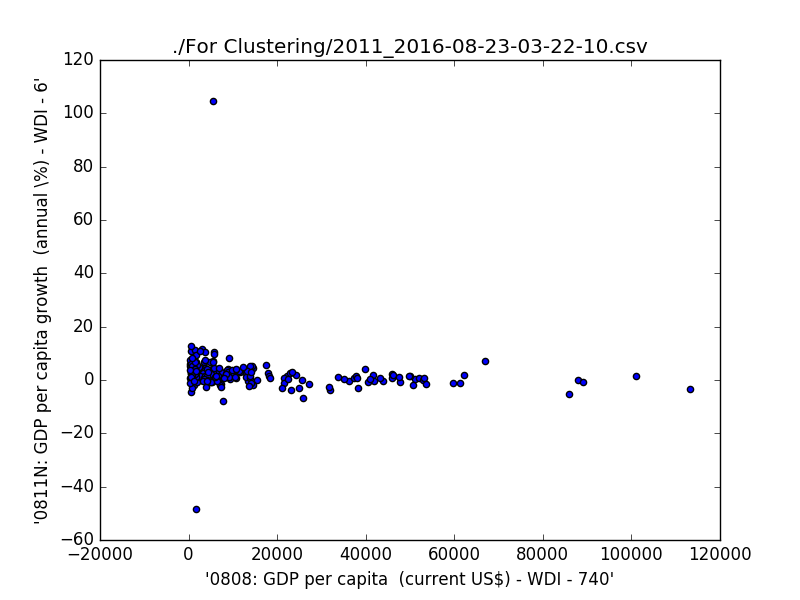 ./For Clustering/2011_2016-08-23-03-22-10.csv
120
100
80
60
40
20
0
−20
−40
−60
'0811N: GDP per capita growth  (annual \%) - WDI - 6'
−20000 0 20000 40000 60000 80000 100000 120000
'0808: GDP per capita  (current US$) - WDI - 740'